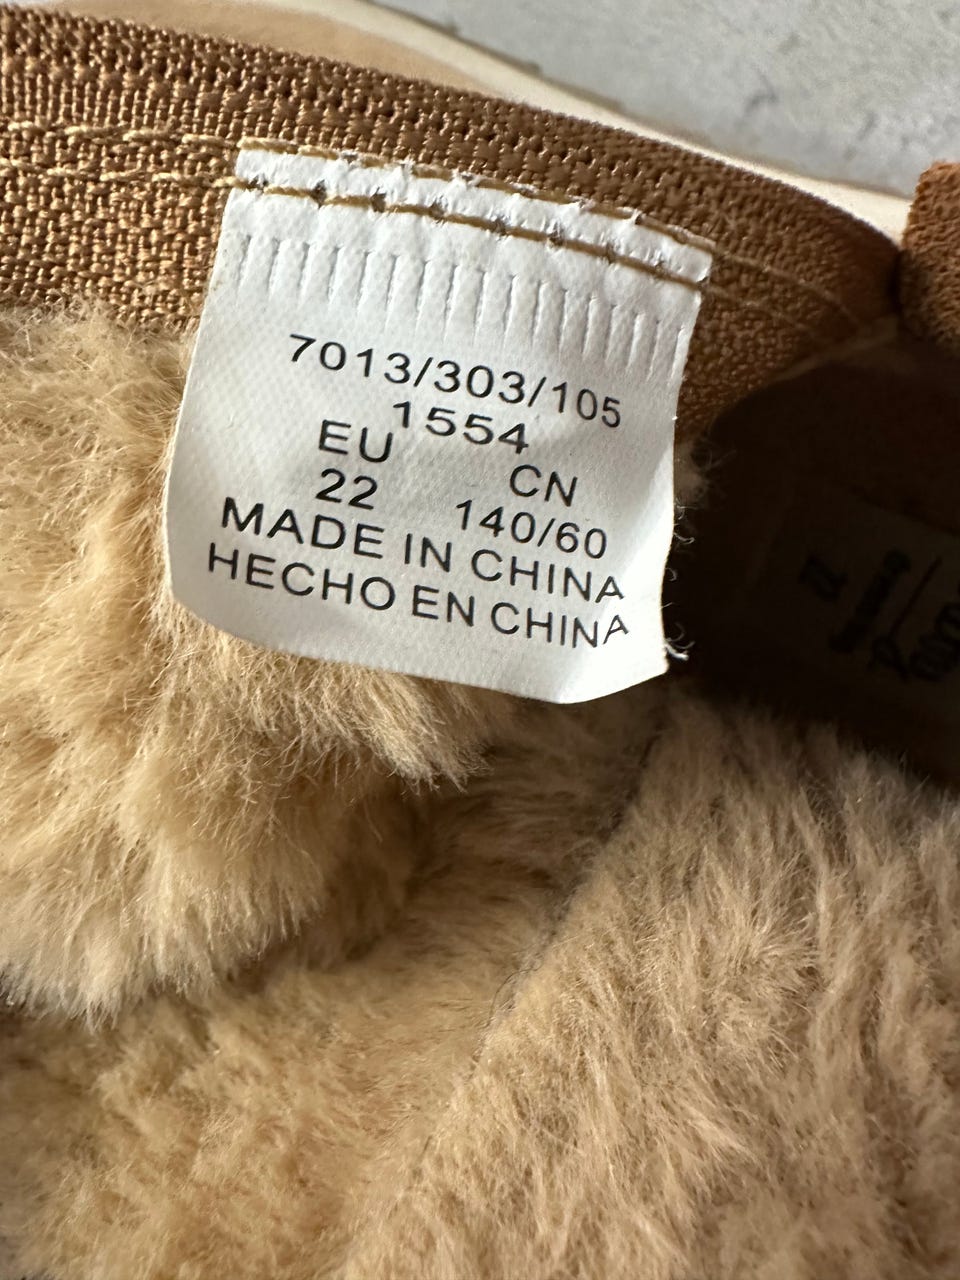 7013/303/105
1554
EU CN
22 140/60
MADE IN CHINA
HECHO EN CHINA